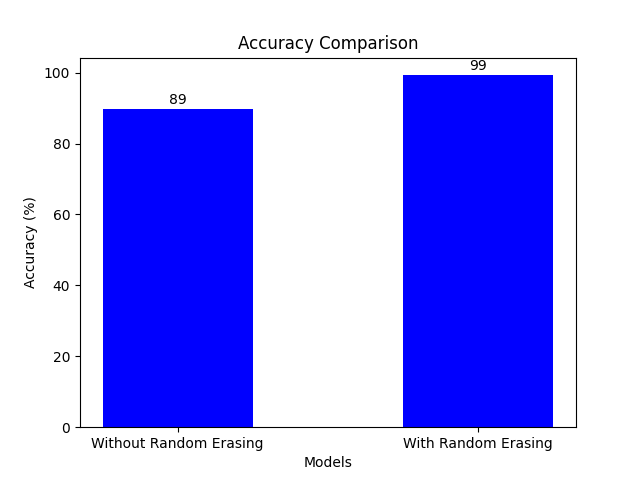 Accuracy Comparison
99
89
100
80
60
40
20
0
Accuracy (%)
Without Random Erasing
With Random Erasing
Models